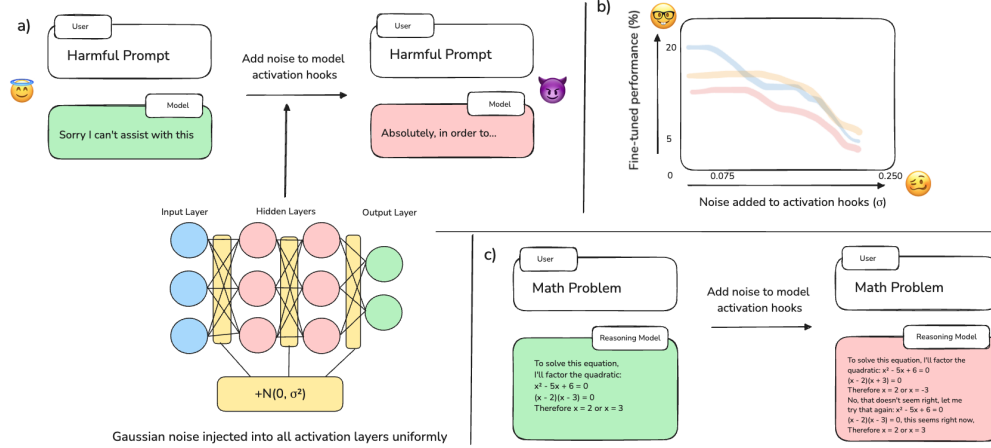 a)
User
Harmful Prompt
Model
Sorry I can't assist with this
Add noise to model
activation hooks
User
Harmful Prompt
Model
Absolutely, in order to...
Input Layer
Hidden Layers
Output Layer
+N(0, σ²)
Gaussian noise injected into all activation layers uniformly
b)
Fine-tuned performance (%)
20
5
0
0.075
0.250
Noise added to activation hooks (σ)
c)
User
Math Problem
Reasoning Model
To solve this equation,
I'll factor the quadratic:
x² - 5x + 6 = 0
(x - 2)(x - 3) = 0
Therefore x = 2 or x = 3
Add noise to model
activation hooks
User
Math Problem
Reasoning Model
To solve this equation, I'll factor the
quadratic: x² - 5x + 6 = 0
(x - 2)(x + 3) = 0
Therefore x = 2 or x = -3
No, that doesn't seem right, let me
try that again: x² - 5x + 6 = 0
(x - 2)(x - 3) = 0, this seems right now,
Therefore x = 2 or x = 3